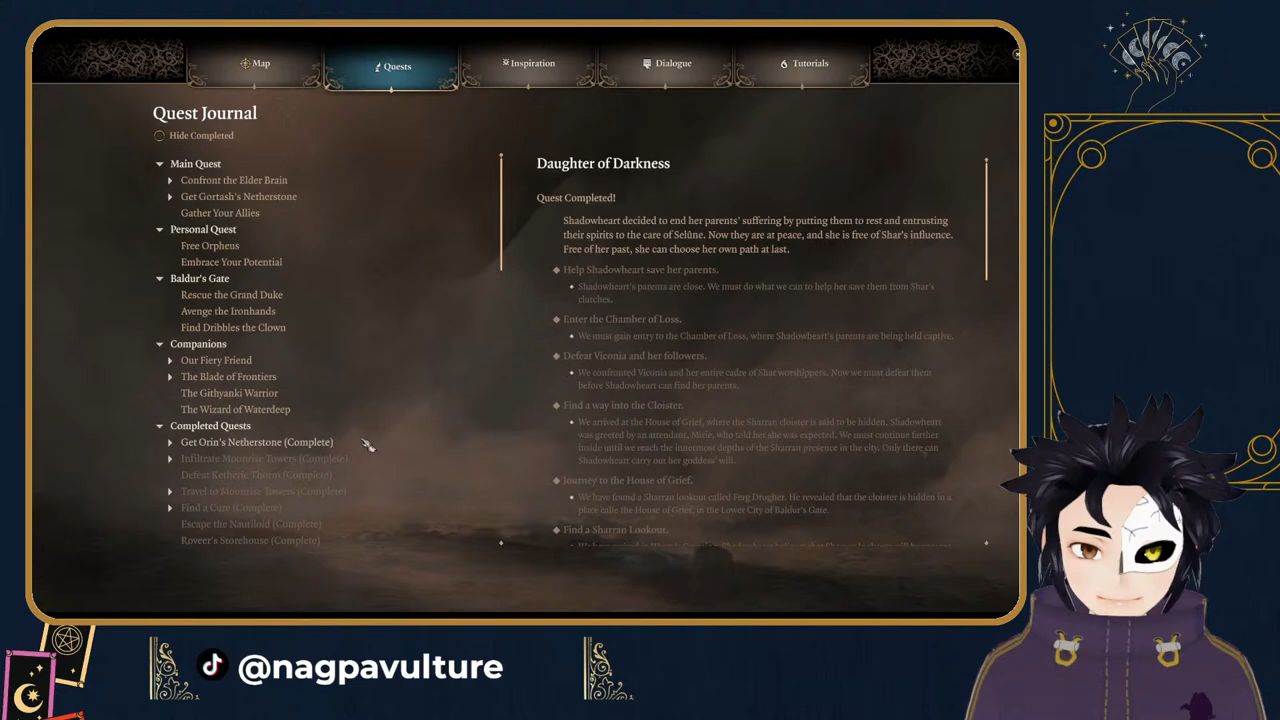 Map
Quests
Inspiration
Dialogue
Tutorials
Quest Journal
Hide Completed
Main Quest
Confront the Elder Brain
Get Gortash's Netherstone
Gather Your Allies
Personal Quest
Free Orpheus
Embrace Your Potential
Baldur's Gate
Rescue the Grand Duke
Avenge the Ironhands
Find Dribbles the Clown
Companions
Our Fiery Friend
The Blade of Frontiers
The Githyanki Warrior
The Wizard of Waterdeep
Completed Quests
Get Orin's Netherstone (Complete)
Infiltrate Moonrise Towers (Complete)
Defeat Ketheric Thorm (Complete)
Travel to Moonrise Towers (Complete)
Find a Cure (Complete)
Escape the Nautiloid (Complete)
Roveer's Storehouse (Complete)
Daughter of Darkness
Quest Completed!
Shadowheart decided to end her parents' suffering by putting them to rest and entrusting
their spirits to the care of Selûne. Now they are at peace, and she is free of Shar's influence.
Free of her past, she can choose her own path at last.
Help Shadowheart save her parents.
Shadowheart's parents are close. We must do what we can to help her save them from Shar's
clutches.
Enter the Chamber of Loss.
We must gain entry to the Chamber of Loss, where Shadowheart's parents are being held captive.
Defeat Viconia and her followers.
We confronted Viconia and her entire cadre of Shar worshippers. Now we must defeat them
before Shadowheart can find her parents.
Find a way into the Cloister.
We arrived at the House of Grief, where the Sharran cloister is said to be hidden. Shadowheart
was greeted by an attendant, who told her she was expected. We must continue farther
inside until we reach the innermost depths of the Sharran presence in the city. Only there can
Shadowheart carry out her goddess' will.
Journey to the House of Grief.
We have found a Sharran lookout called Ferg Drogher. He revealed that the cloister is hidden in a
place calle the House of Grief, in the Lower City of Baldur's Gate.
Find a Sharran Lookout.
@nagpavulture